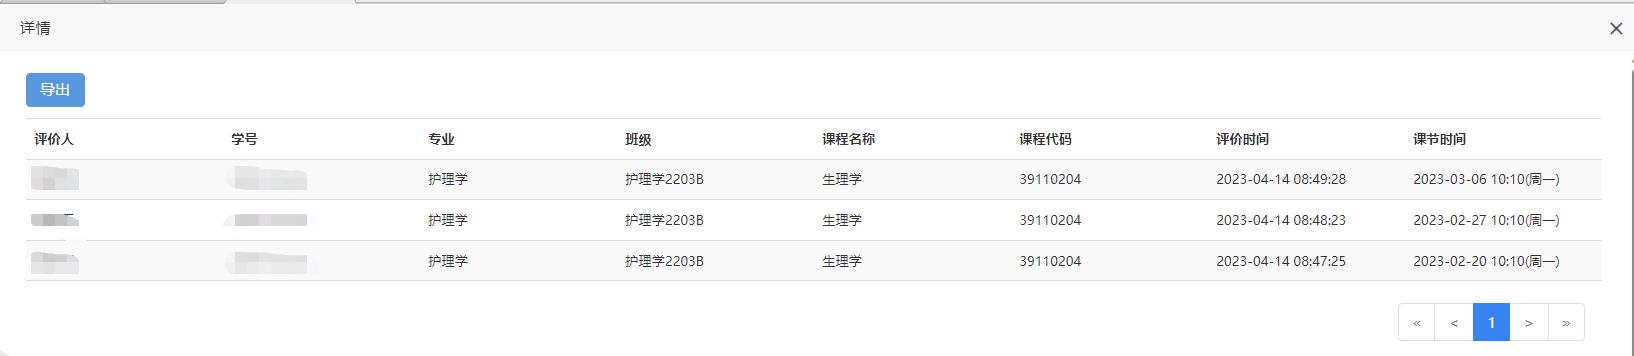 详情
×
导出
评价人 学号 专业 班级 课程名称 课程代码 评价时间 课节时间
护理学 护理学2203B 生理学 39110204 2023-04-14 08:49:28 2023-03-06 10:10(周一)
护理学 护理学2203B 生理学 39110204 2023-04-14 08:48:23 2023-02-27 10:10(周一)
护理学 护理学2203B 生理学 39110204 2023-04-14 08:47:25 2023-02-20 10:10(周一)
« < 1 > »